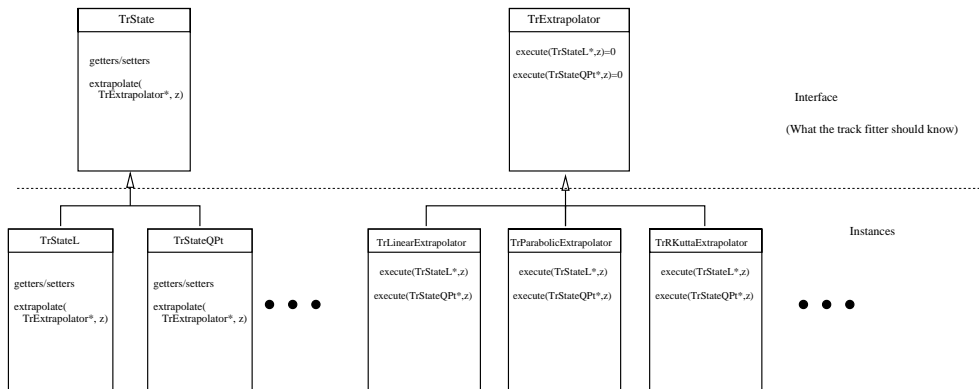 TrState
getters/setters
extrapolate(
TrExtrapolator*, z)
TrExtrapolator
execute(TrStateL*,z)=0
execute(TrStateQPt*,z)=0
Interface
(What the track fitter should know)
TrStateL
getters/setters
extrapolate(
TrExtrapolator*, z)
TrStateQPt
getters/setters
extrapolate(
TrExtrapolator*, z)
TrLinearExtrapolator
execute(TrStateL*,z)
execute(TrStateQPt*,z)
TrParabolicExtrapolator
execute(TrStateL*,z)
execute(TrStateQPt*,z)
TrRKuttaExtrapolator
execute(TrStateL*,z)
execute(TrStateQPt*,z)
Instances